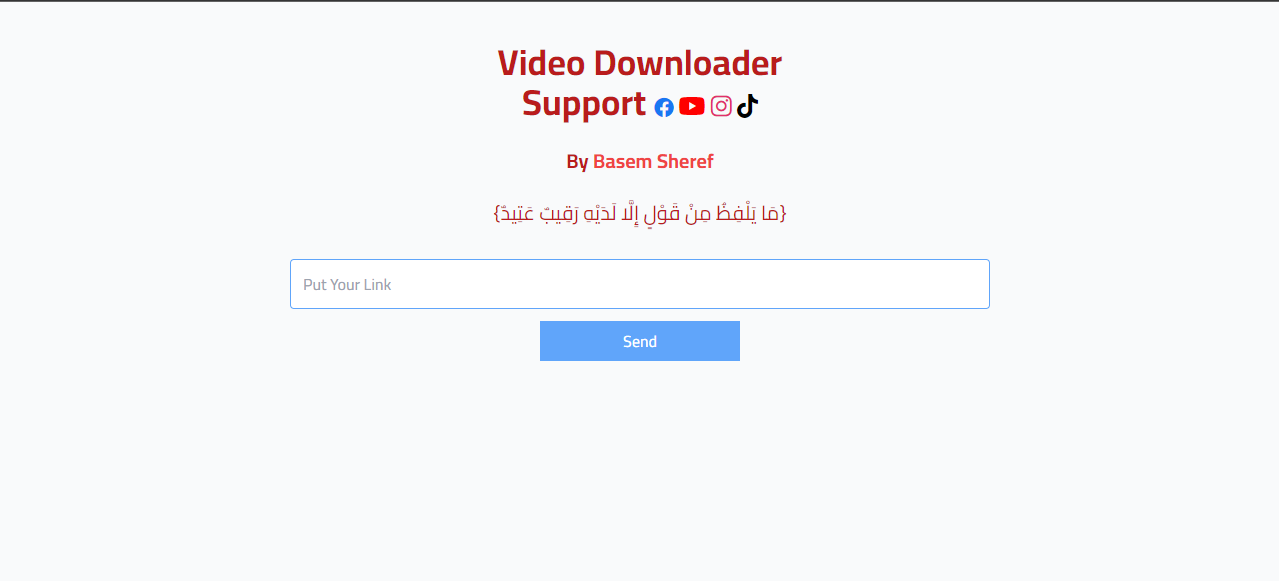 Video Downloader
Support
By Basem Sheref
{مَا يَلْفِظُ مِنْ قَوْلٍ إِلَّا لَدَيْهِ رَقِيبٌ عَتِيدٌ}
Put Your Link
Send